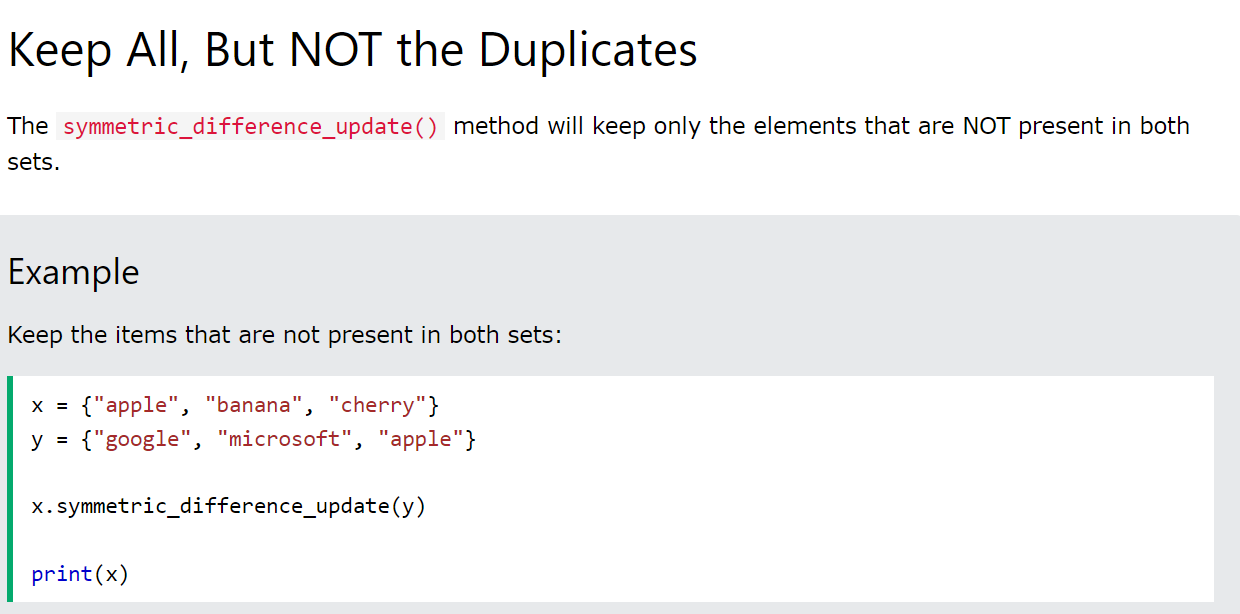 Keep All, But NOT the Duplicates
The symmetric_difference_update() method will keep only the elements that are NOT present in both
sets.
Example
Keep the items that are not present in both sets:
x = {"apple", "banana", "cherry"}
y = {"google", "microsoft", "apple"}
x.symmetric_difference_update(y)
print(x)